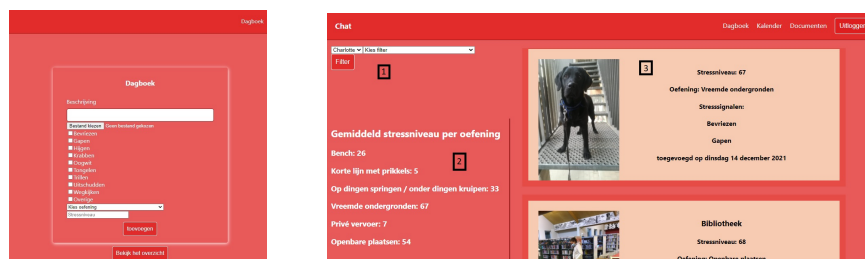 Dagboek
Dagboek
Beschrijving
Bestand kiezen Geen bestand gekozen
Bevriezen
Gapen
Hijgen
Krabben
Oogwit
Tongelen
Trillen
Uitschudden
Wegkijken
Overige
Kies oefening
Stressniveau
toevoegen
Bekijk het overzicht
Chat
Dagboek Kalender Documenten Uitloggen
Charlotte Kies filter
Filter
1
Gemiddeld stressniveau per oefening
Bench: 26
2
Korte lijn met prikkels: 5
Op dingen springen / onder dingen kruipen: 33
Vreemde ondergronden: 67
Privé vervoer: 7
Openbare plaatsen: 54
3
Stressniveau: 67
Oefening: Vreemde ondergronden
Stresssignalen:
Bevriezen
Gapen
toegevoegd op dinsdag 14 december 2021
Bibliotheek
Stressniveau: 68
Oefening: Openbare plaatsen